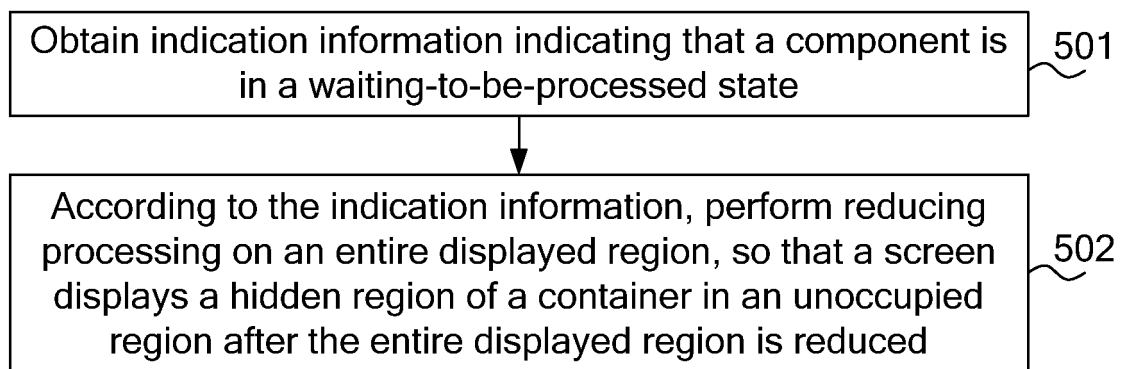 Obtain indication information indicating that a component is
in a waiting-to-be-processed state
501
According to the indication information, perform reducing
processing on an entire displayed region, so that a screen
displays a hidden region of a container in an unoccupied
region after the entire displayed region is reduced
502